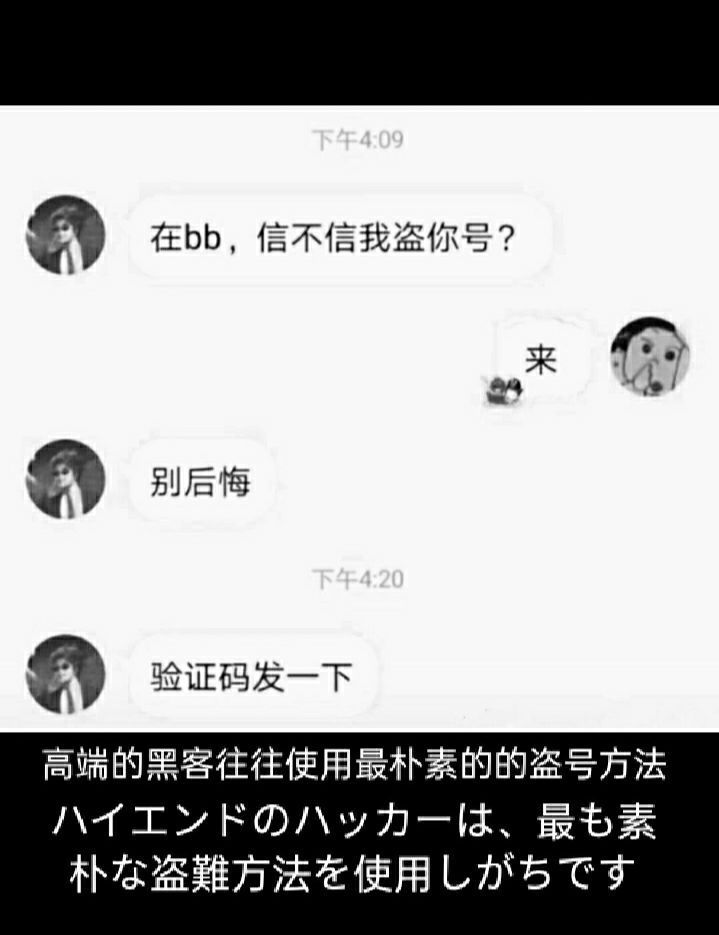 下午4:09
在bb，信不信我盗你号？
来
别后悔
下午4:20
验证码发一下
高端的黑客往往使用最朴素的的盗号方法
ハイエンドのハッカーは、最も素
朴な盗難方法を使用しがちです